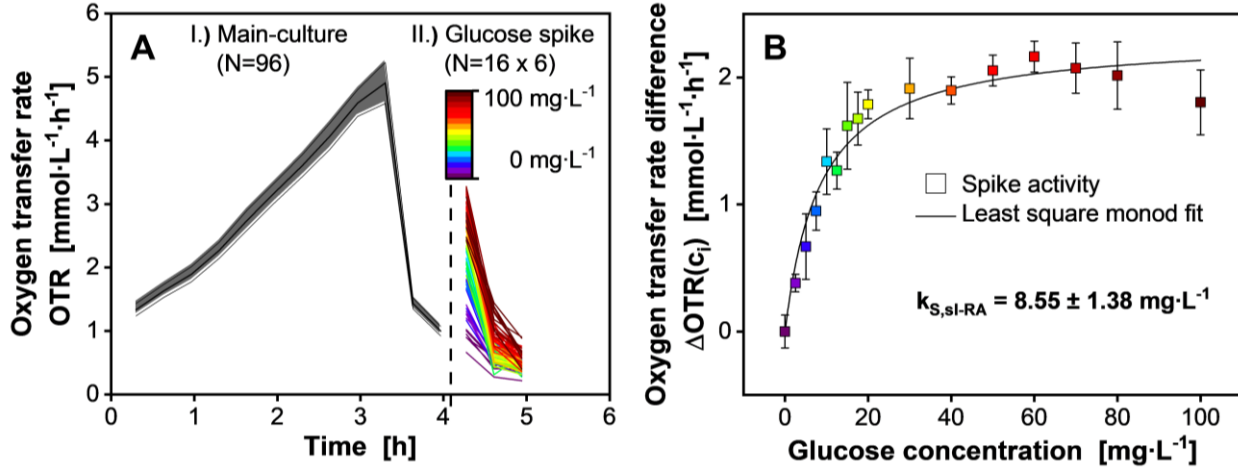 A
I.) Main-culture
(N=96)
II.) Glucose spike
(N=16 x 6)
100 mg·L⁻¹
0 mg·L⁻¹
Oxygen transfer rate
OTR [mmol·L⁻¹·h⁻¹]
6
5
4
3
2
1
0
0 1 2 3 4 5 6
Time [h]
B
Oxygen transfer rate difference
ΔOTR(cᵢ) [mmol·L⁻¹·h⁻¹]
2
1
0
Spike activity
Least square monod fit
k_S,sl-RA = 8.55 ± 1.38 mg·L⁻¹
0 20 40 60 80 100
Glucose concentration [mg·L⁻¹]